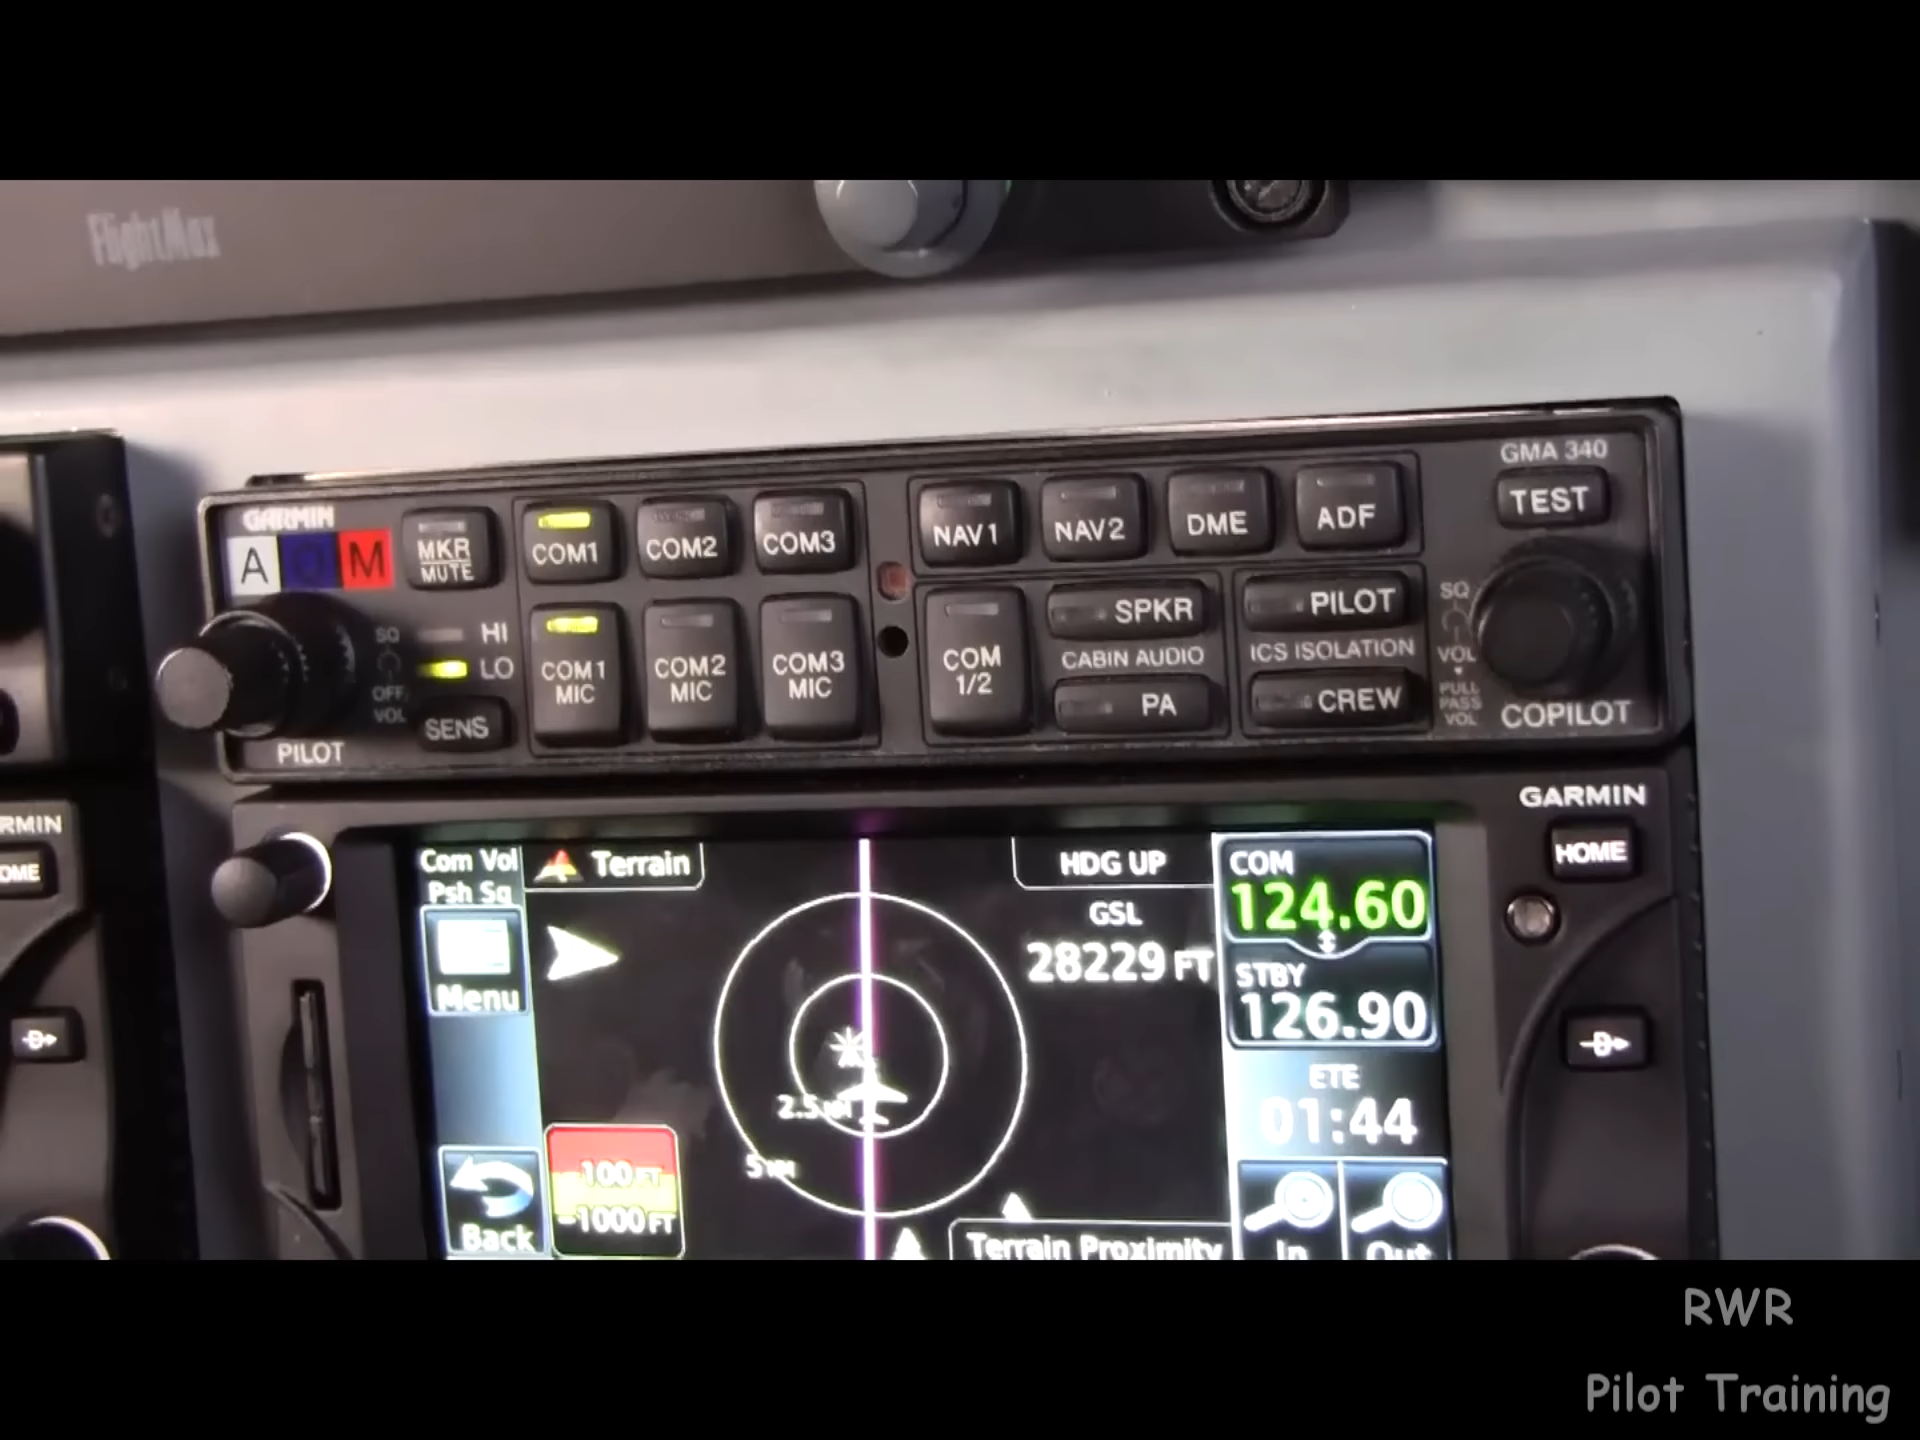 FlightMax
GMA 340
GARMIN
A O M
MKR
MUTE
COM1
COM2
COM3
NAV1
NAV2
DME
ADF
TEST
SQ
OFF
VOL
HI
LO
SENS
PILOT
COM1
MIC
COM2
MIC
COM3
MIC
COM
1/2
SPKR
CABIN AUDIO
PA
PILOT
ICS ISOLATION
CREW
SQ
VOL
PULL
PASS
VOL
COPILOT
RMIN
OME
GARMIN
HOME
Com Vol
Psh Sq
Menu
Back
Terrain
HDG UP
GSL
28229 FT
COM
124.60
STBY
126.90
ETE
01:44
In
Out
2.5
5 NM
100 FT
-1000 FT
Terrain Proximity
D
D
RWR
Pilot Training